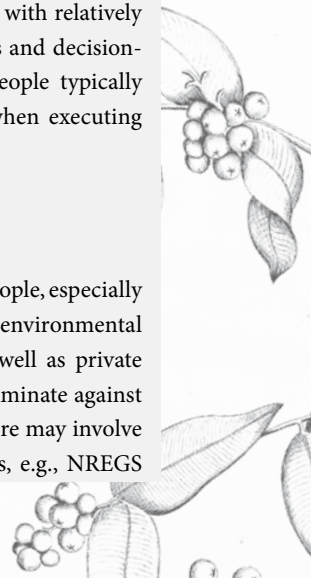 with relatively
s and decision-
eople typically
when executing
ople, especially
environmental
well as private
minate against
re may involve
s, e.g., NREGS